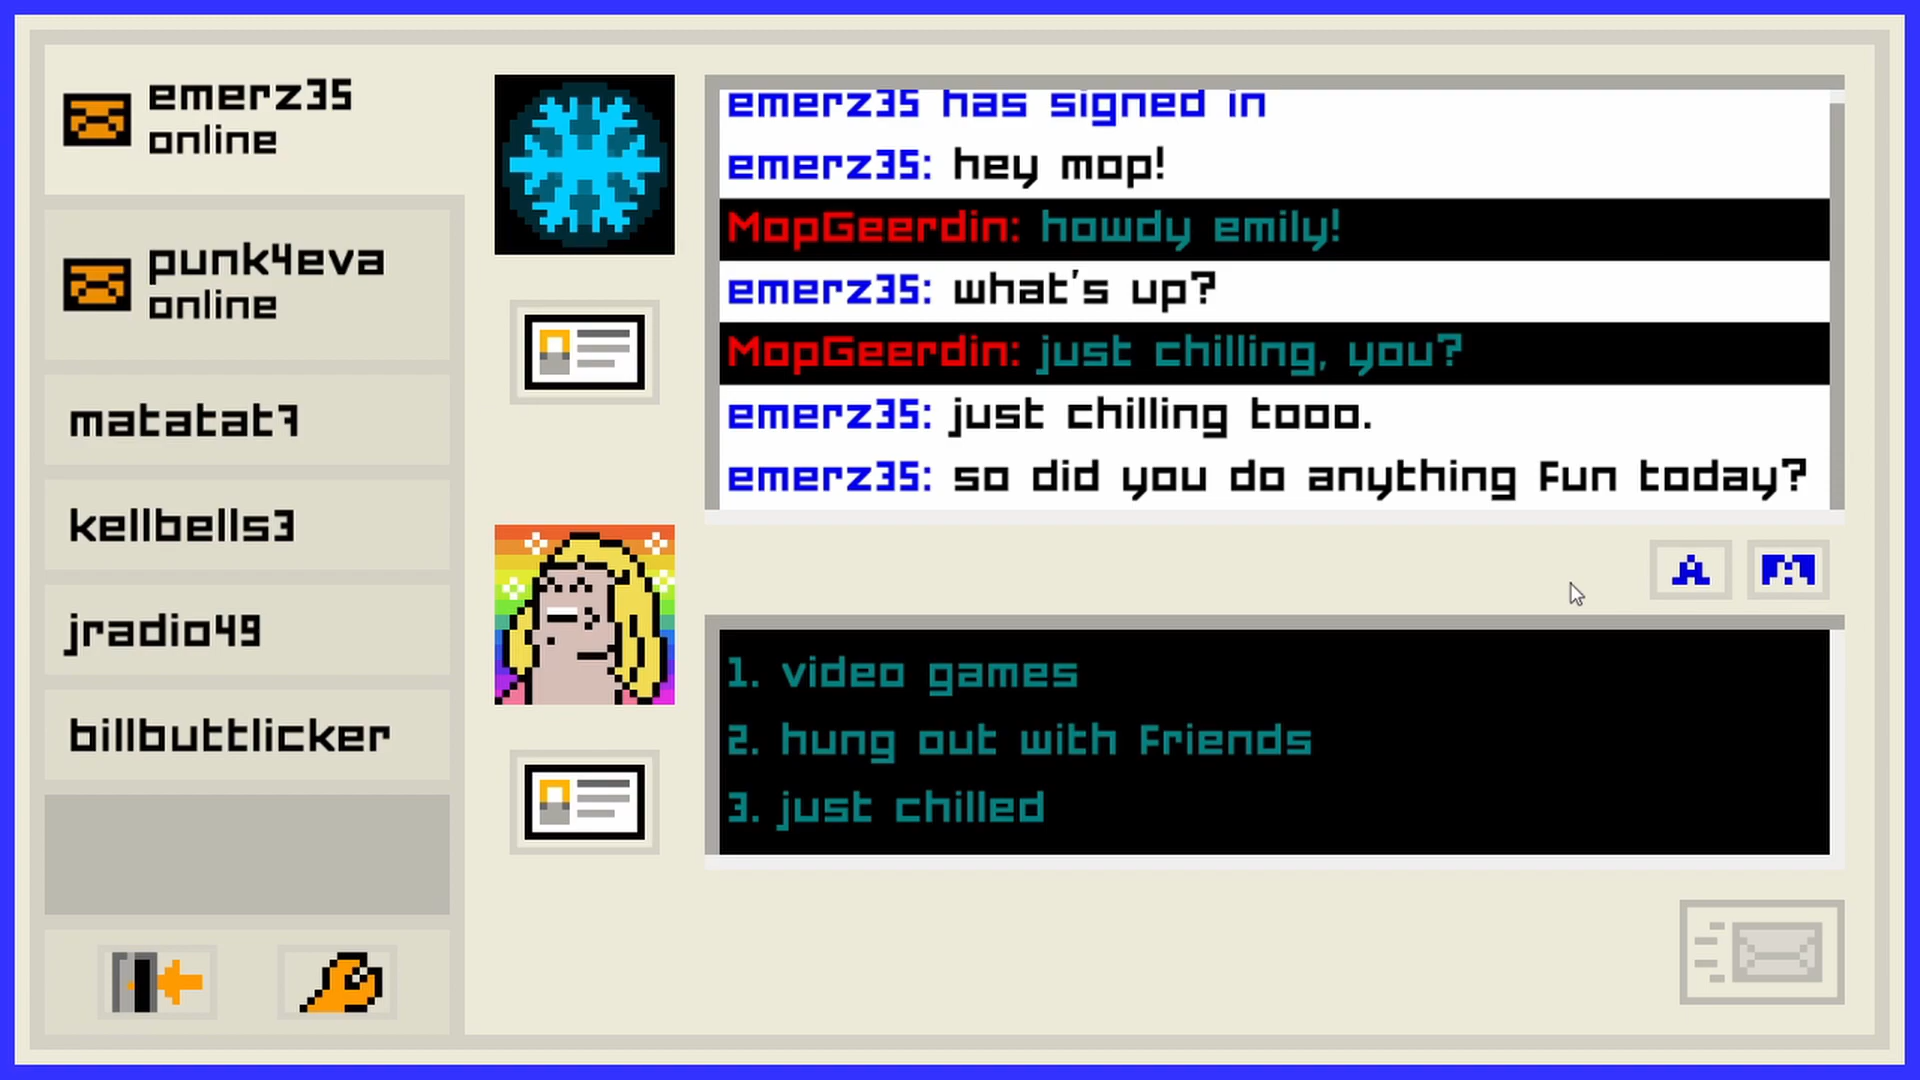 emerz35
online
punk4eva
online
matatat7
kellbells3
jradio49
billbuttlicker
emerz35 has signed in
emerz35: hey mop!
MopGeerdin: howdy emily!
emerz35: what's up?
MopGeerdin: just chilling, you?
emerz35: just chilling tooo.
emerz35: so did you do anything fun today?
A M
1. video games
2. hung out with friends
3. just chilled